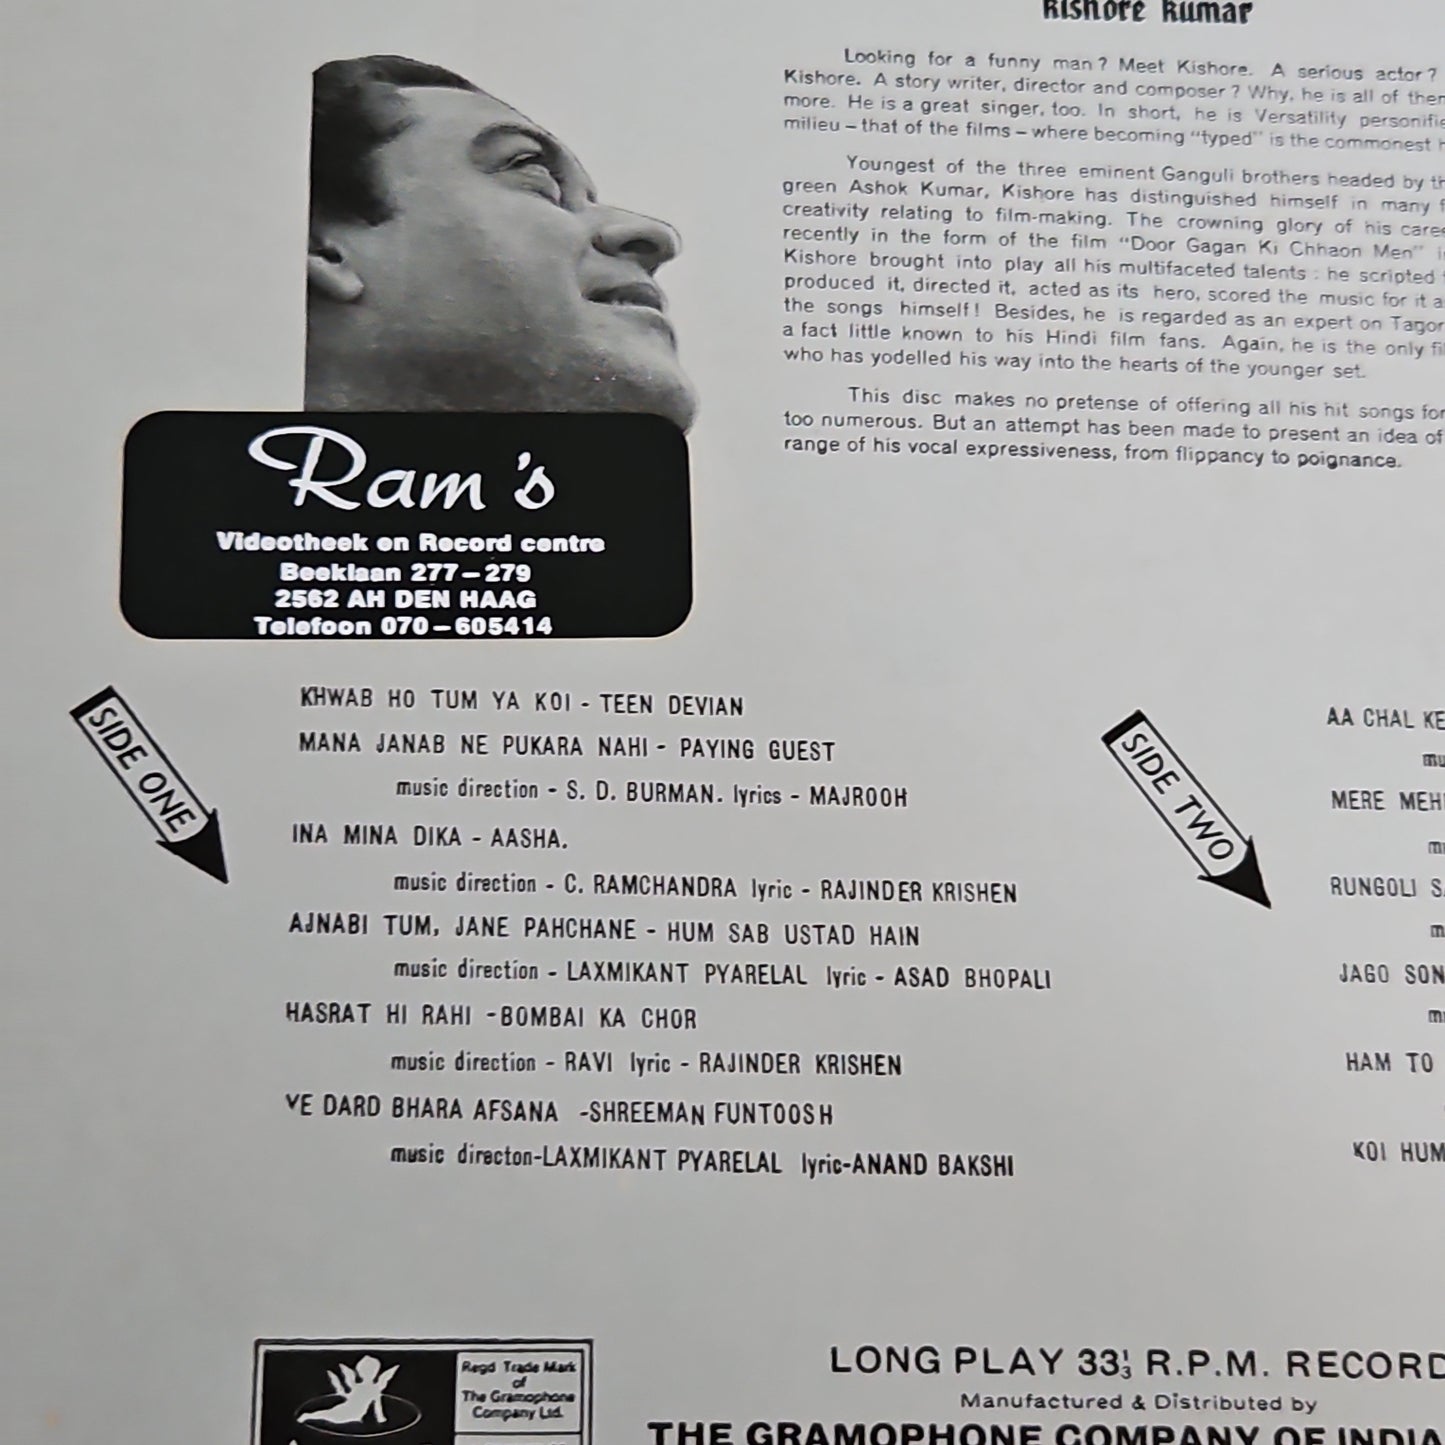 Kishore Kumar
Looking for a funny man? Meet Kishore. A serious actor?
Kishore. A story writer, director and composer? Why, he is all of
more. He is a great singer, too. In short, he is Versatility
milieu – that of the films – where becoming "typed" is the commonest
Youngest of the three eminent Ganguli brothers headed by
green Ashok Kumar, Kishore has distinguished himself in many
creativity relating to film-making. The crowning glory of his
recently in the form of the film "Door Gagan Ki Chhaon Men"
Kishore brought into play all his multifaceted talents : he scripted
produced it, directed it, acted as its hero, scored the music for it
the songs himself! Besides, he is regarded as an expert on
a fact little known to his Hindi film fans. Again, he is the only
who has yodelled his way into the hearts of the younger set.
This disc makes no pretense of offering all his hit songs for
too numerous. But an attempt has been made to present an idea of
range of his vocal expressiveness, from flippancy to poignance.
Ram's
Videotheek en Record centre
Beeklaan 277–279
2562 AH DEN HAAG
Telefoon 070–605414
SIDE ONE
KHWAB HO TUM YA KOI - TEEN DEVIAN
MANA JANAB NE PUKARA NAHI - PAYING GUEST
music direction - S. D. BURMAN. lyrics - MAJROOH
INA MINA DIKA - AASHA.
music direction - C. RAMCHANDRA lyric - RAJINDER KRISHEN
AJNABI TUM, JANE PAHCHANE - HUM SAB USTAD HAIN
music direction - LAXMIKANT PYARELAL lyric - ASAD BHOPALI
HASRAT HI RAHI -BOMBAI KA CHOR
music direction - RAVI lyric - RAJINDER KRISHEN
YE DARD BHARA AFSANA -SHREEMAN FUNTOOSH
music directon-LAXMIKANT PYARELAL lyric-ANAND BAKSHI
SIDE TWO
AA CHAL KE
MERE
RUNGOLI
JAGO
HAM TO
KOI HUM
Regd Trade Mark
of
The Gramophone
Company Ltd.
LONG PLAY 33⅓ R.P.M. RECORD
Manufactured & Distributed by
THE GRAMOPHONE COMPANY OF INDIA